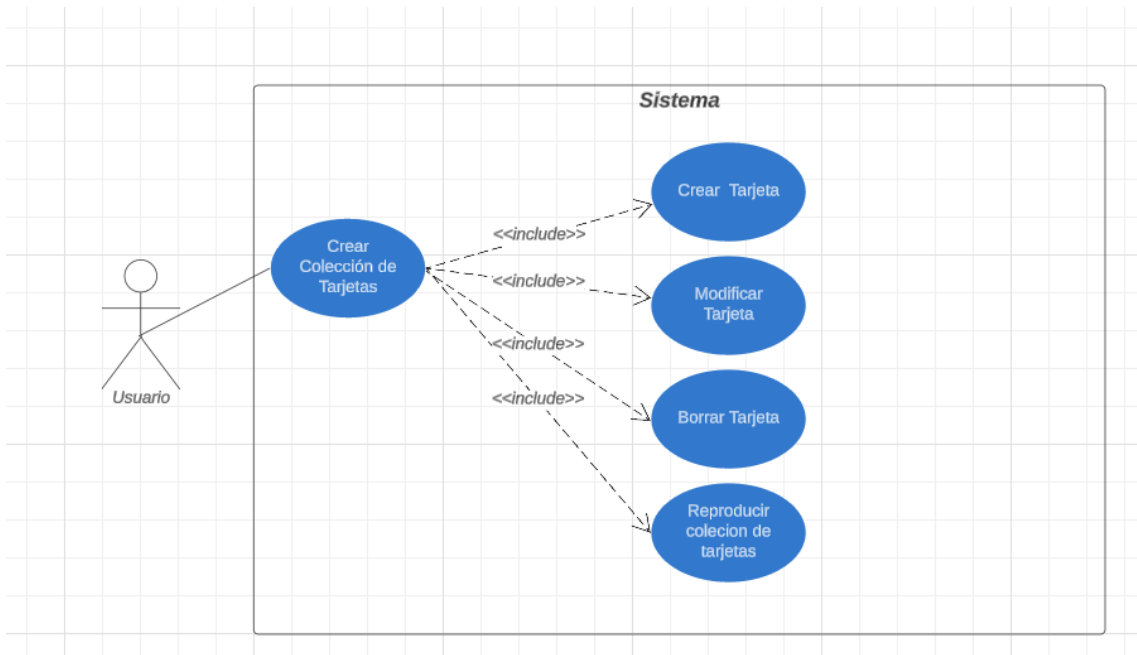 Sistema
Crear Tarjeta
<<include>>
Crear
Colección de
Tarjetas
<<include>>
Modificar
Tarjeta
<<include>>
Usuario
<<include>>
Borrar Tarjeta
Reproducir
colecion de
tarjetas